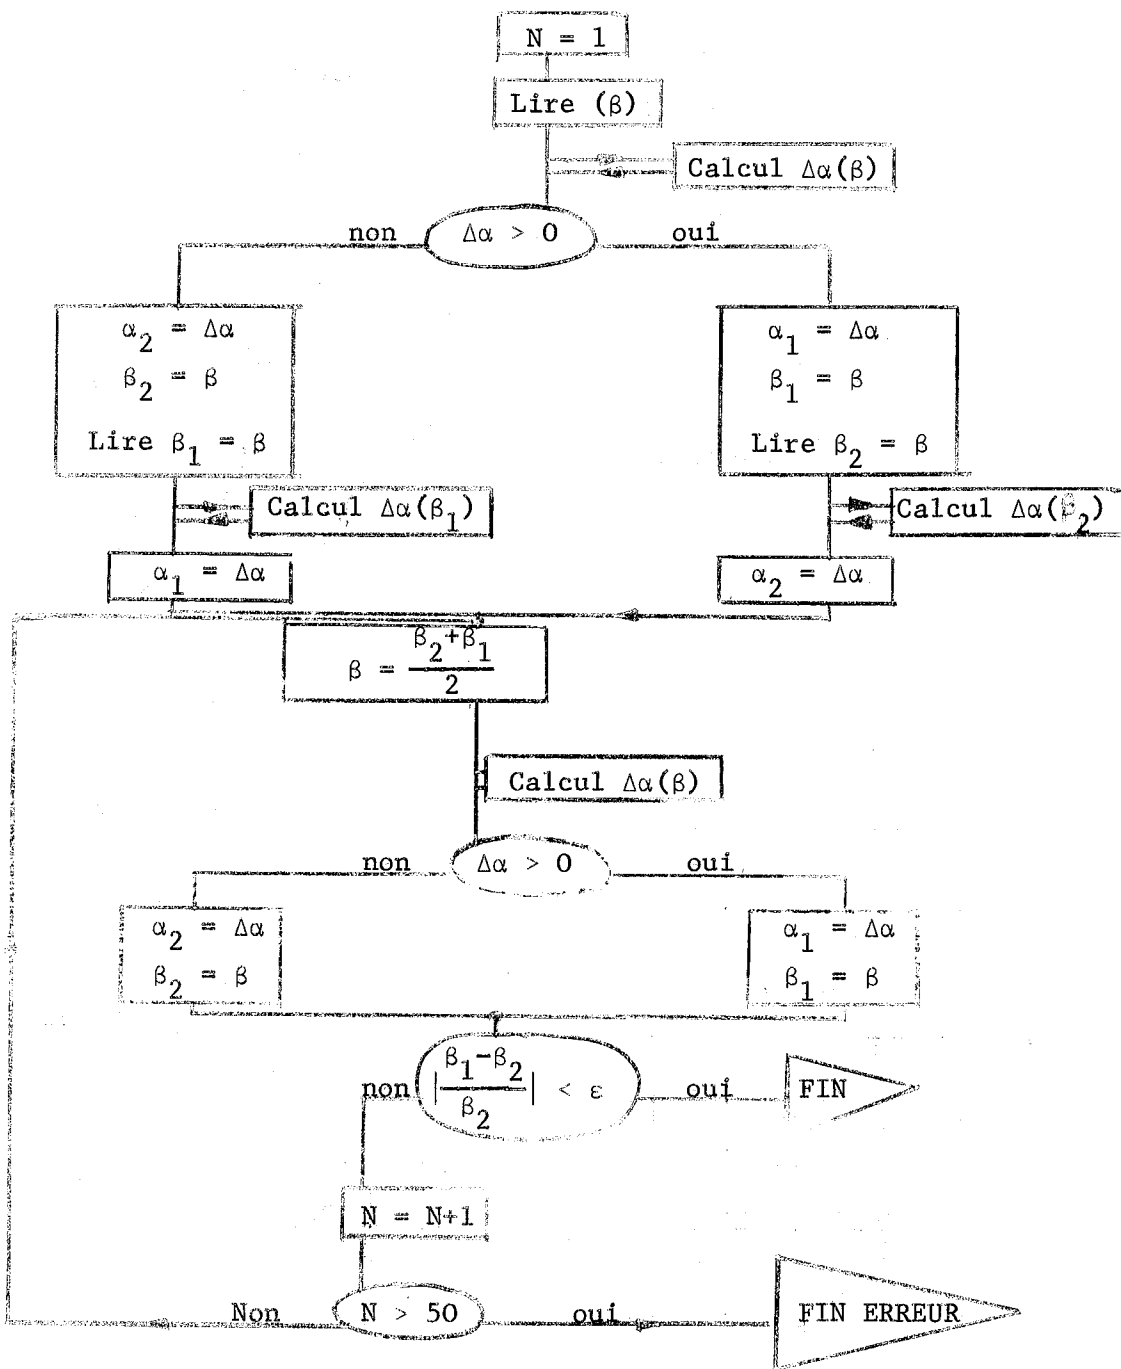 N = 1
Lire (β)
Calcul Δα(β)
non
Δα > 0
oui
α₂ = Δα
β₂ = β
Lire β₁ = β
α₁ = Δα
β₁ = β
Lire β₂ = β
Calcul Δα(β₁)
Calcul Δα(β₂)
α₁ = Δα
α₂ = Δα
β = (β₂+β₁)/2
Calcul Δα(β)
non
Δα > 0
oui
α₂ = Δα
β₂ = β
α₁ = Δα
β₁ = β
non
|(β₁-β₂)/β₂| < ε
oui
FIN
N = N+1
Non
N > 50
oui
FIN ERREUR